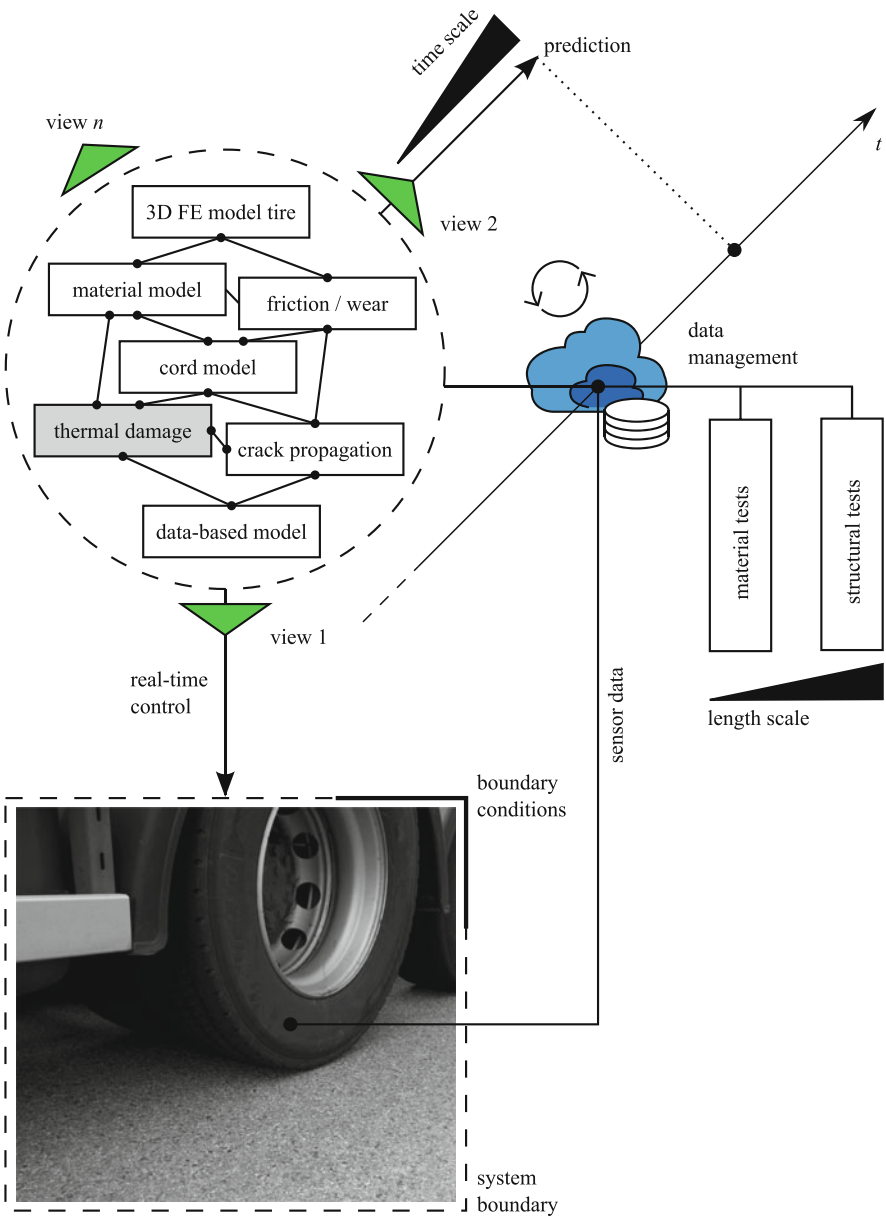 time scale
prediction
view n
t
3D FE model tire
view 2
material model
friction / wear
data
management
cord model
thermal damage
crack propagation
data-based model
material tests
structural tests
view 1
real-time
control
sensor data
length scale
boundary
conditions
system
boundary